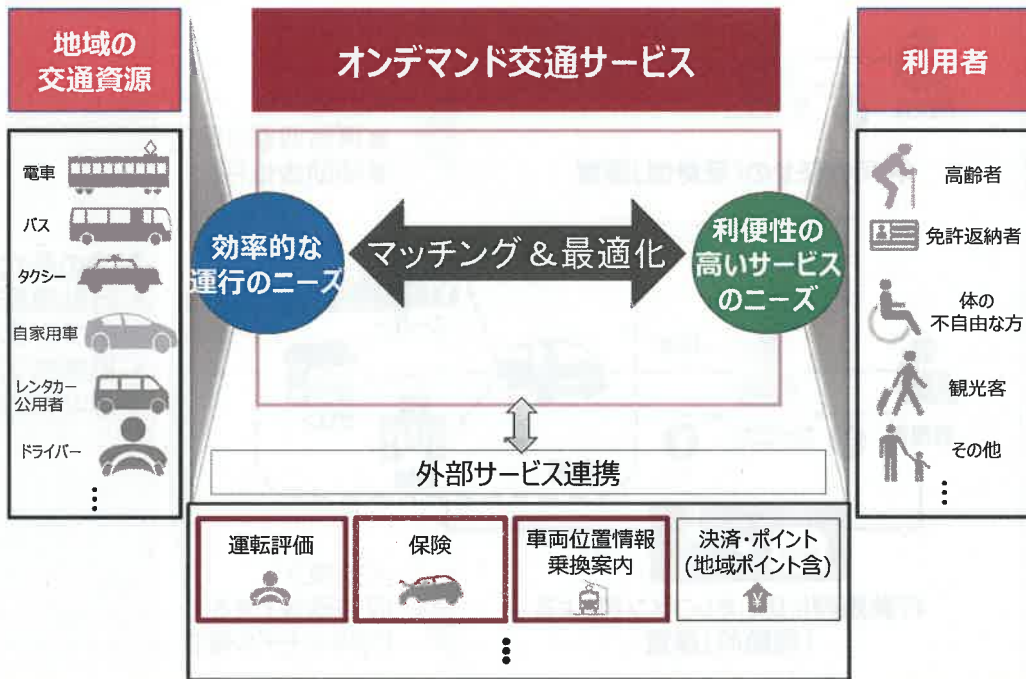 地域の
交通資源
オンデマンド交通サービス
利用者
電車
バス
タクシー
自家用車
レンタカー
公用者
ドライバー
効率的な
運行のニーズ
マッチング&最適化
利便性の
高いサービス
のニーズ
高齢者
免許返納者
体の
不自由な方
観光客
その他
外部サービス連携
運転評価
保険
車両位置情報
乗換案内
決済・ポイント
(地域ポイント含)
¥